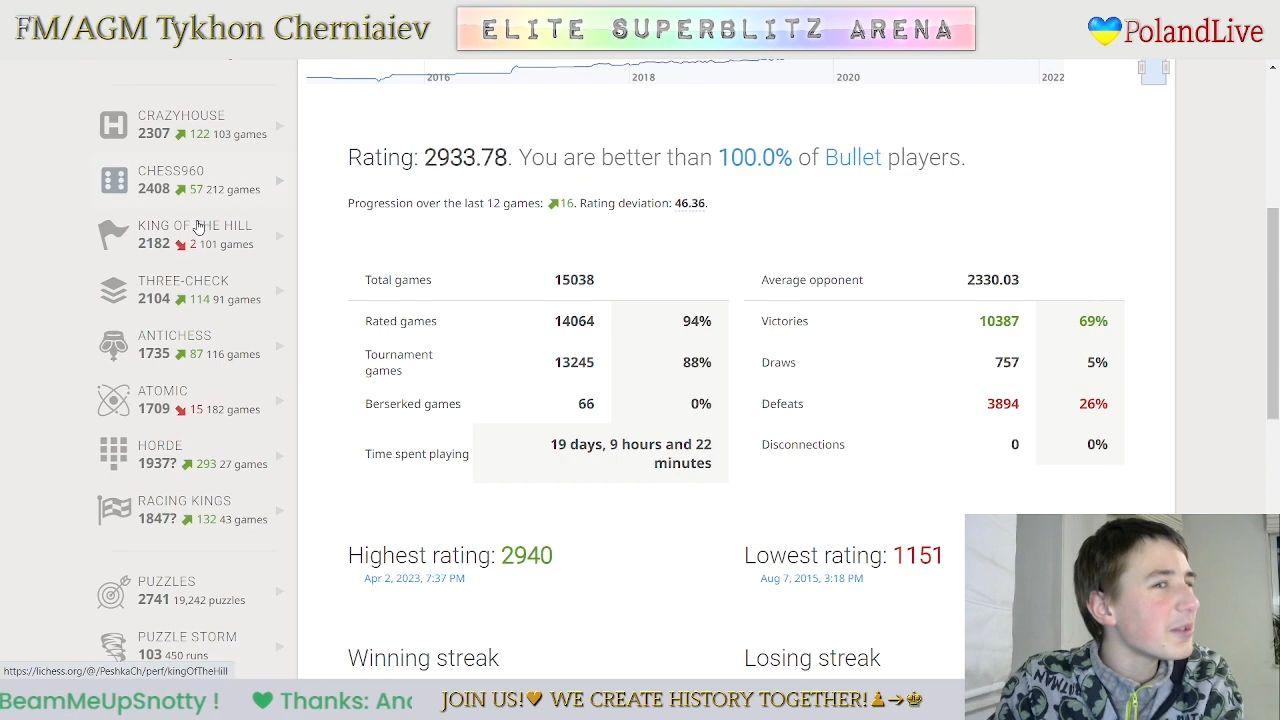 FM/AGM Tykhon Cherniaiev
ELITE SUPERBLITZ ARENA
PolandLive
2016
2018
2020
2022
CRAZYHOUSE
2307 122 103 games
CHESS960
2408 57 212 games
KING OF THE HILL
2182 2 101 games
THREE-CHECK
2104 114 91 games
ANTICHESS
1735 87 116 games
ATOMIC
1709 15 182 games
HORDE
1937? 293 27 games
RACING KINGS
1847? 132 43 games
PUZZLES
2741 19,242 puzzles
PUZZLE STORM
103 450 runs
Rating: 2933.78. You are better than 100.0% of Bullet players.
Progression over the last 12 games: 16. Rating deviation: 46.36.
Total games 15038
Rated games 14064 94%
Tournament
games 13245 88%
Berserked games 66 0%
Time spent playing 19 days, 9 hours and 22
minutes
Average opponent 2330.03
Victories 10387 69%
Draws 757 5%
Defeats 3894 26%
Disconnections 0 0%
Highest rating: 2940
Apr 2, 2023, 7:37 PM
Lowest rating: 1151
Aug 7, 2015, 3:18 PM
Winning streak
Losing streak
https://lichess.org/@/PeshkaCh/perf/kingOfTheHill
BeamMeUpSnotty ! Thanks: And
JOIN US! WE CREATE HISTORY TOGETHER!
BATMAN